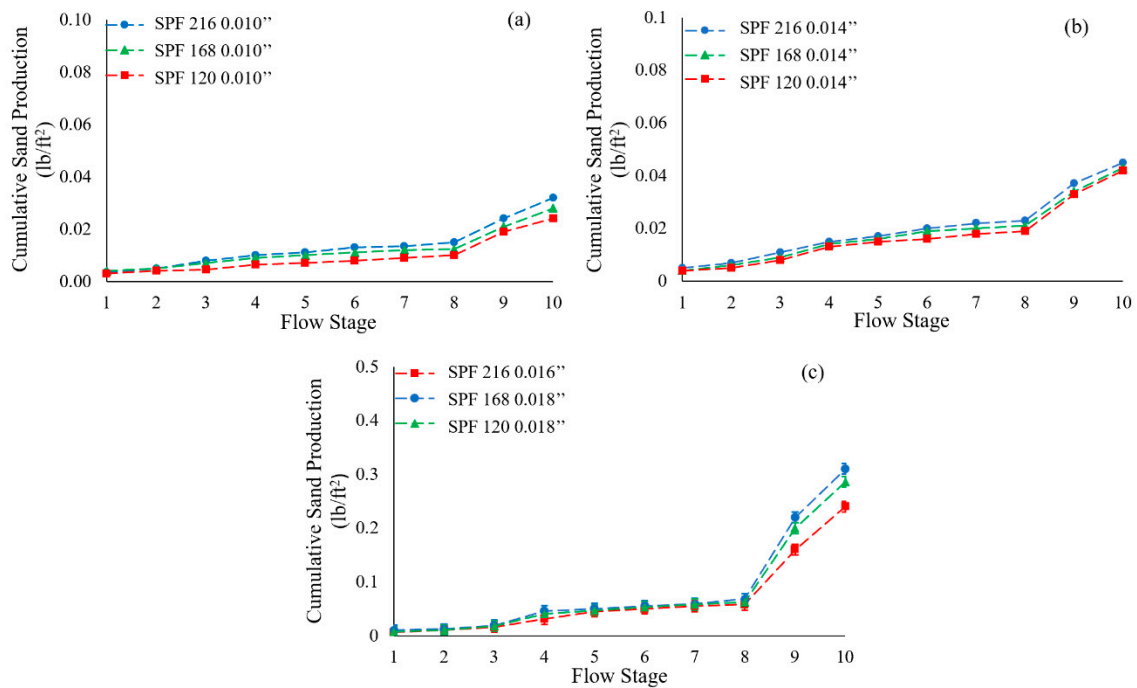 (a)
SPF 216 0.010’’
SPF 168 0.010’’
SPF 120 0.010’’
Cumulative Sand Production
(lb/ft²)
0.10
0.08
0.06
0.04
0.02
0.00
1 2 3 4 5 6 7 8 9 10
Flow Stage
(b)
SPF 216 0.014’’
SPF 168 0.014’’
SPF 120 0.014’’
Cumulative Sand Production
(lb/ft²)
0.1
0.08
0.06
0.04
0.02
0
1 2 3 4 5 6 7 8 9 10
Flow Stage
(c)
SPF 216 0.016’’
SPF 168 0.018’’
SPF 120 0.018’’
Cumulative Sand Production
(lb/ft²)
0.5
0.4
0.3
0.2
0.1
0
1 2 3 4 5 6 7 8 9 10
Flow Stage